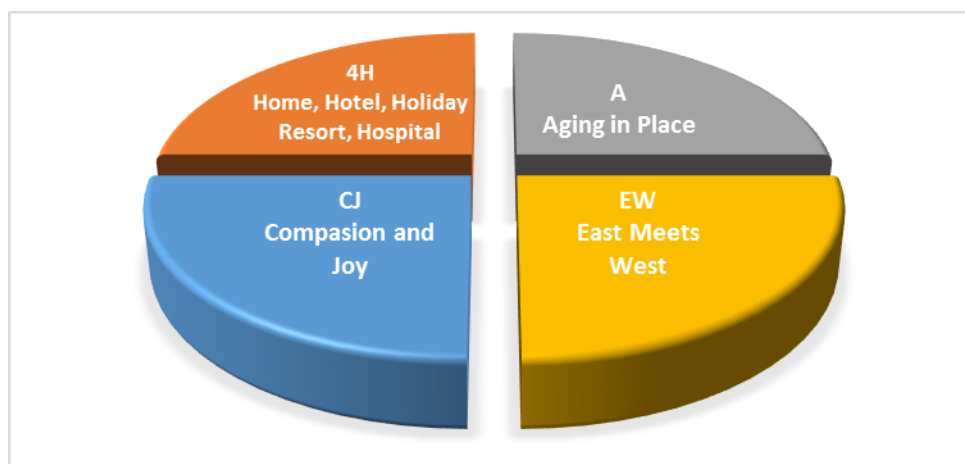 4H
Home, Hotel, Holiday
Resort, Hospital
A
Aging in Place
CJ
Compasion and
Joy
EW
East Meets
West